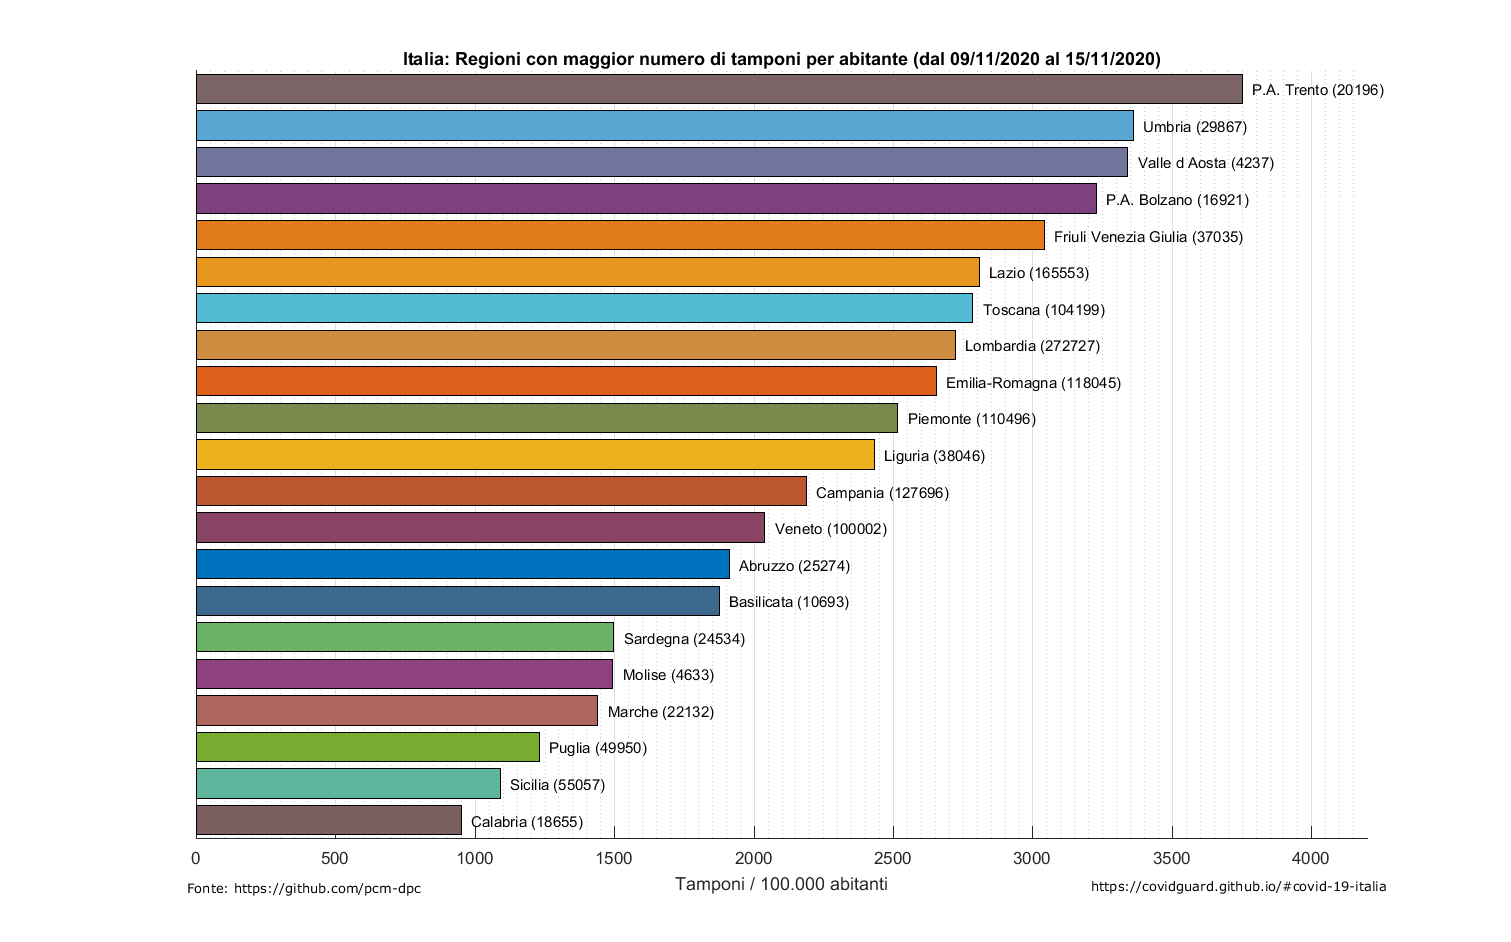 Italia: Regioni con maggior numero di tamponi per abitante (dal 09/11/2020 al 15/11/2020)
P.A. Trento (20196)
Umbria (29867)
Valle d Aosta (4237)
P.A. Bolzano (16921)
Friuli Venezia Giulia (37035)
Lazio (165553)
Toscana (104199)
Lombardia (272727)
Emilia-Romagna (118045)
Piemonte (110496)
Liguria (38046)
Campania (127696)
Veneto (100002)
Abruzzo (25274)
Basilicata (10693)
Sardegna (24534)
Molise (4633)
Marche (22132)
Puglia (49950)
Sicilia (55057)
Calabria (18655)
0 500 1000 1500 2000 2500 3000 3500 4000
Tamponi / 100.000 abitanti
Fonte: https://github.com/pcm-dpc
https://covidguard.github.io/#covid-19-italia